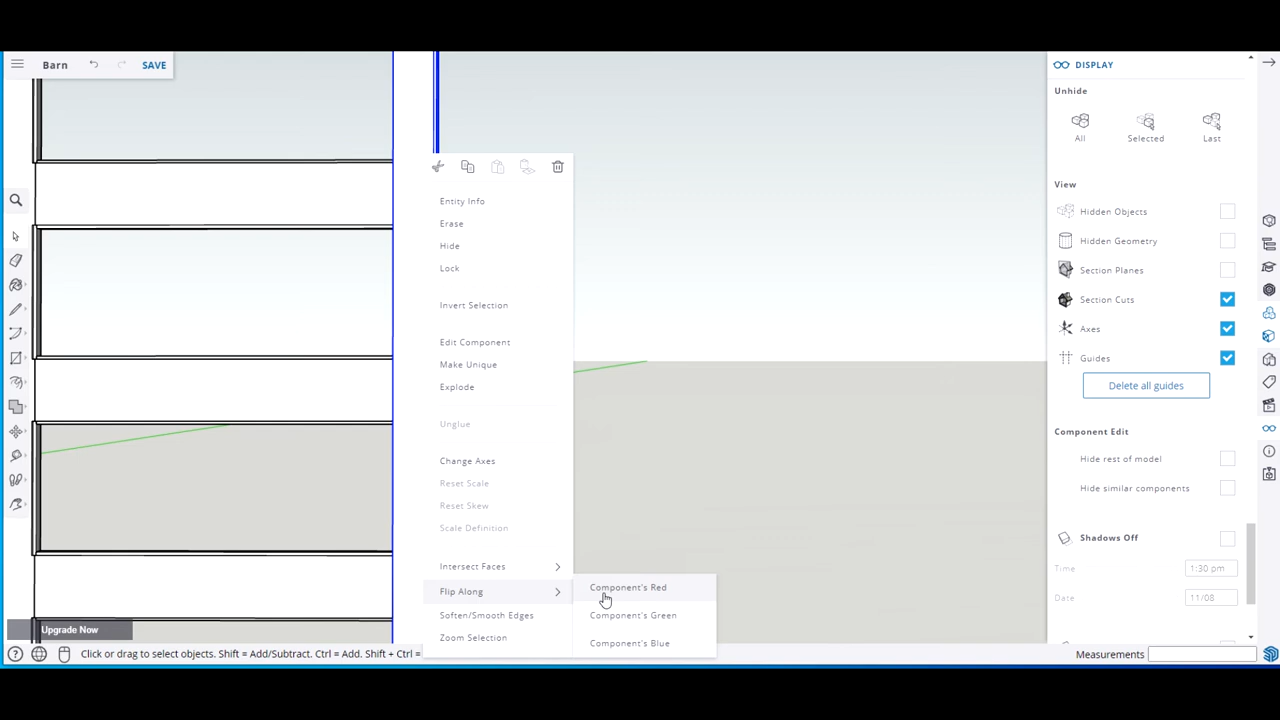 Barn
SAVE
DISPLAY
Unhide
All
Selected
Last
View
Hidden Objects
Hidden Geometry
Section Planes
Section Cuts
Axes
Guides
Delete all guides
Component Edit
Hide rest of model
Hide similar components
Shadows Off
Time
1:30 pm
Date
11/08
Entity Info
Erase
Hide
Lock
Invert Selection
Edit Component
Make Unique
Explode
Unglue
Change Axes
Reset Scale
Reset Skew
Scale Definition
Intersect Faces
Flip Along
Soften/Smooth Edges
Zoom Selection
Component's Red
Component's Green
Component's Blue
Upgrade Now
Click or drag to select objects. Shift = Add/Subtract. Ctrl = Add. Shift + Ctrl =
Measurements